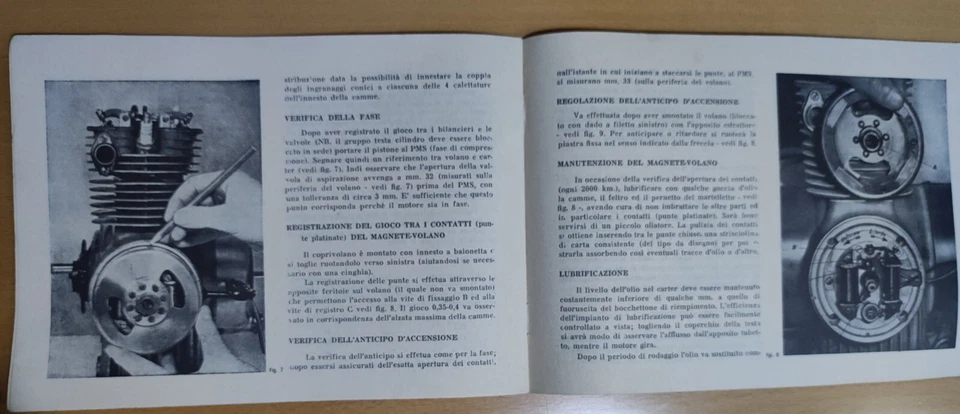 stribuzione data la possibilità di innestare la coppia
degli ingranaggi conici a ciascuna delle 4 calettature
dell'innesto della camme.
VERIFICA DELLA FASE
Dopo aver registrato il gioco tra i bilancieri e le
valvole (NB. il gruppo testa cilindro deve essere bloc-
cato in sede) portare il pistone al PMS (fase di compres-
sione). Segnare quindi un riferimento tra volano e car-
ter (vedi fig. 7). Indi osservare che l'apertura della val-
vola di aspirazione avvenga a mm. 32 (misurati sulla
periferia del volano - vedi fig. 7) prima del PMS, con
una tolleranza di circa 3 mm. E' sufficiente che questo
punto corrisponda perché il motore sia in fase.
REGISTRAZIONE DEL GIOCO TRA I CONTATTI (pun-
te platinate) DEL MAGNETE-VOLANO
Il coprivolano è montato con innesto a baionetta e
si toglie ruotandolo verso sinistra (aiutandosi se neces-
sario con una cinghia).
La registrazione delle punte si effetua attraverso le
apposite feritoie sul volano (il quale non va smontato)
che permettono l'accesso alla vite di fissaggio B ed alla
vite di registro C vedi fig. 8. Il gioco 0,35-0,4 va osser-
vato in corrispondenza dell'alzata massima della camme.
VERIFICA DELL'ANTICIPO D'ACCENSIONE
La verifica dell'anticipo si effetua come per la fase;
dopo essersi assicurati dell'esatta apertura dei contatti,
fig. 7
dall'istante in cui iniziano a staccarsi le punte, al PMS
si misurano mm. 33 (sulla periferia del volano).
REGOLAZIONE DELL'ANTICIPO D'ACCENSIONE
Va effettuata dopo aver smontato il volano (blocca-
to con dado a filetto sinistro) con l'apposito estrattore
- vedi fig. 9. Per anticipare o ritardare si ruoterà la
piastra fissa nel senso indicato dalla freccia - vedi fig. 8.
MANUTENZIONE DEL MAGNETE-VOLANO
In occasione della verifica dell'apertura dei contatti
(ogni 2000 km.), lubrificare con qualche goccia d'olio
la camme, il feltro ed il pernetto del martelletto - vedi
fig. 8 -, avendo cura di non imbrattare le altre parti ed
in particolare i contatti (punte platinate). Sarà bene
servirsi di un piccolo oliatore. La pulizia dei contatti
si ottiene inserendo tra le punte chiuse, una strisciolina
di carta consistente (del tipo da disegno) per poi
strarla assorbendo così eventuali tracce d'olio o d'altro.
LUBRIFICAZIONE
Il livello dell'olio nel carter deve essere mantenuto
costantemente inferiore di qualche mm. a quella di
fuoruscita del bocchettone di riempimento. L'efficienza
dell'impianto di lubrificazione può essere facilmente
controllato a vista; togliendo il coperchio della testa
si avrà modo di osservare l'afflusso dall'apposito tubet-
to, mentre il motore gira.
Dopo il periodo di rodaggio l'olio va sostituito com-
fig. 8